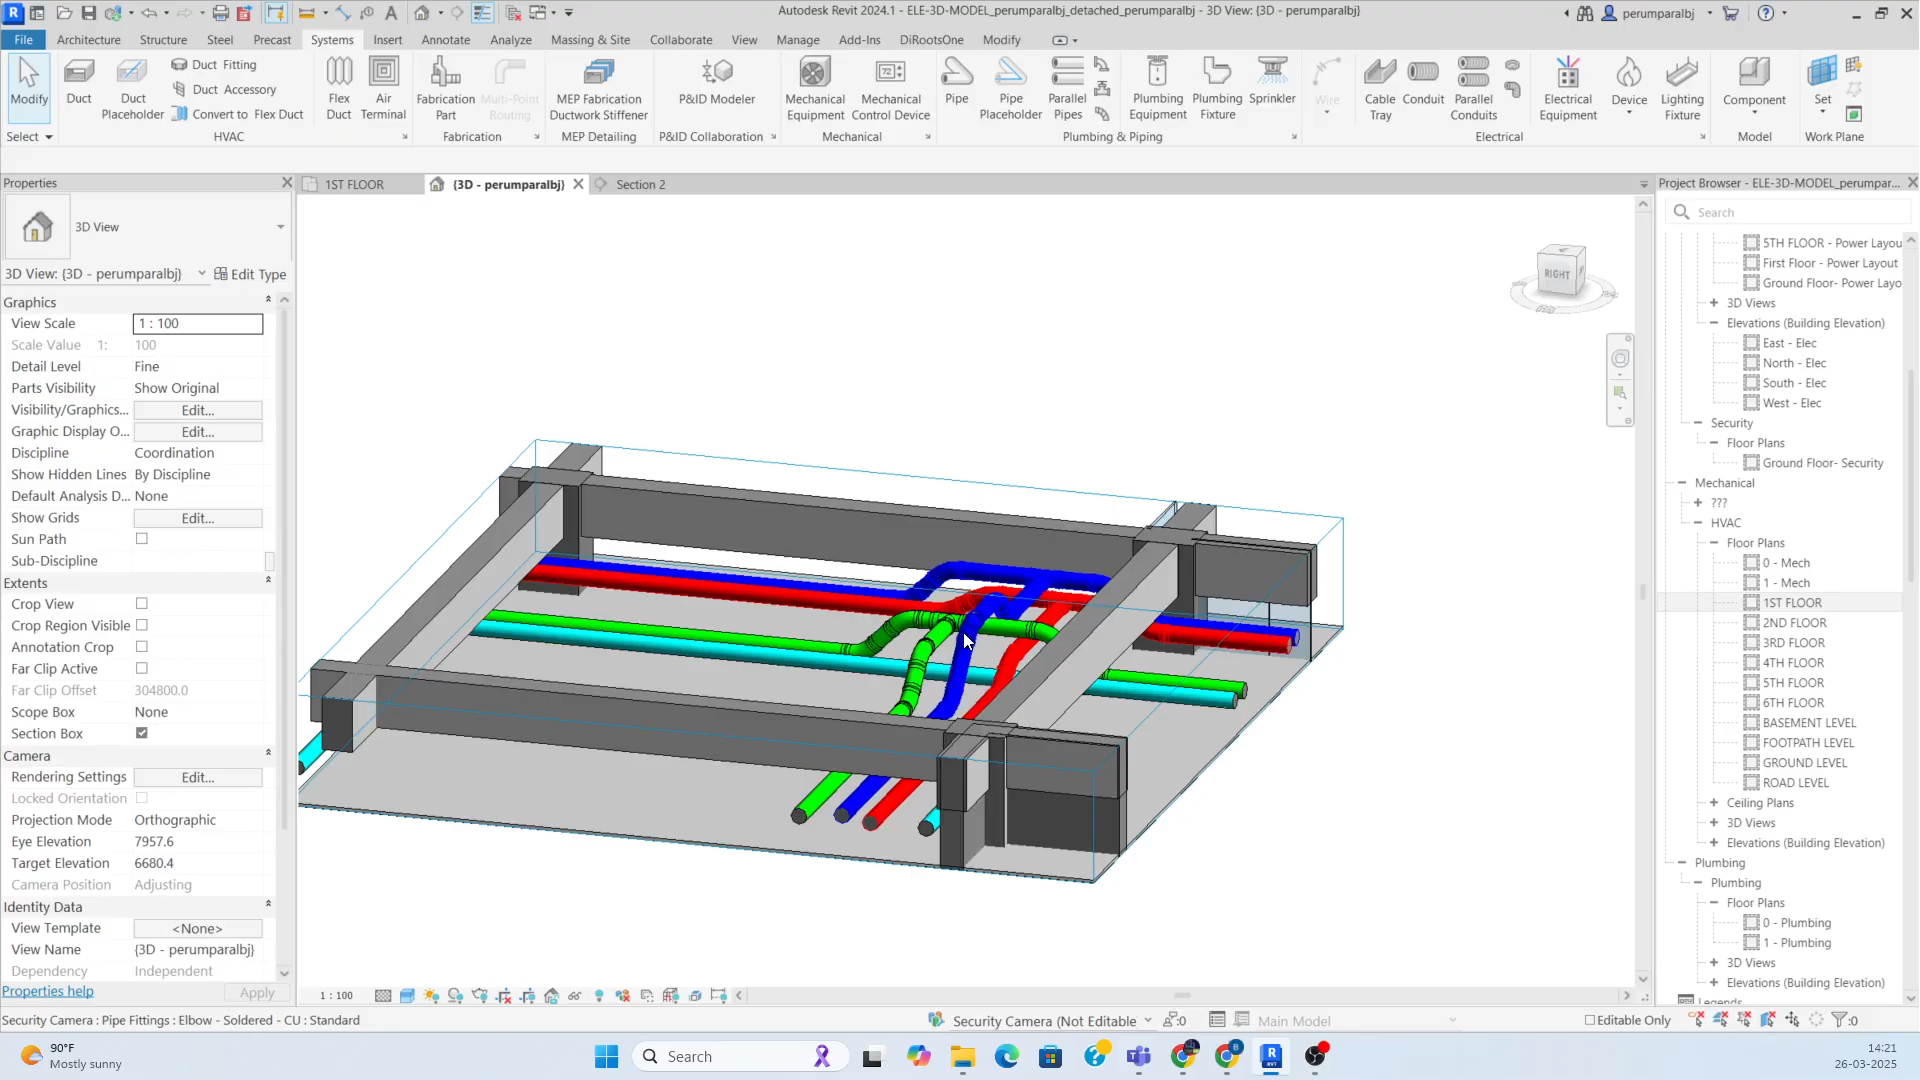 Autodesk Revit 2024.1 - ELE-3D-MODEL_perumparalbj_detached_perumparalbj - 3D View: {3D - perumparalbj}
perumparalbj
File
Architecture
Structure
Steel
Precast
Systems
Insert
Annotate
Analyze
Massing & Site
Collaborate
View
Manage
Add-Ins
DiRootsOne
Modify
Modify
Duct
Duct Placeholder
Duct Fitting
Duct Accessory
Convert to Flex Duct
Flex Duct
Air Terminal
Fabrication Part
Multi-Point Routing
MEP Fabrication Ductwork Stiffener
P&ID Modeler
Mechanical Equipment
Mechanical Control Device
Pipe
Pipe Placeholder
Parallel Pipes
Plumbing Equipment
Plumbing Fixture
Sprinkler
Wire
Cable Tray
Conduit
Parallel Conduits
Electrical Equipment
Device
Lighting Fixture
Component
Set
Select
HVAC
Fabrication
MEP Detailing
P&ID Collaboration
Mechanical
Plumbing & Piping
Electrical
Model
Work Plane
Properties
3D View
3D View: {3D - perumparalbj}
Edit Type
Graphics
View Scale 1 : 100
Scale Value 1: 100
Detail Level Fine
Parts Visibility Show Original
Visibility/Graphics... Edit...
Graphic Display O... Edit...
Discipline Coordination
Show Hidden Lines By Discipline
Default Analysis D... None
Show Grids Edit...
Sun Path
Sub-Discipline
Extents
Crop View
Crop Region Visible
Annotation Crop
Far Clip Active
Far Clip Offset 304800.0
Scope Box None
Section Box
Camera
Rendering Settings Edit...
Locked Orientation
Projection Mode Orthographic
Eye Elevation 7957.6
Target Elevation 6680.4
Camera Position Adjusting
Identity Data
View Template <None>
View Name {3D - perumparalbj}
Dependency Independent
Properties help
Apply
1ST FLOOR
{3D - perumparalbj}
Section 2
RIGHT
1 : 100
Project Browser - ELE-3D-MODEL_perumpar...
Search
5TH FLOOR - Power Layou
First Floor - Power Layout
Ground Floor- Power Layo
3D Views
Elevations (Building Elevation)
East - Elec
North - Elec
South - Elec
West - Elec
Security
Floor Plans
Ground Floor- Security
Mechanical
???
HVAC
Floor Plans
0 - Mech
1 - Mech
1ST FLOOR
2ND FLOOR
3RD FLOOR
4TH FLOOR
5TH FLOOR
6TH FLOOR
BASEMENT LEVEL
FOOTPATH LEVEL
GROUND LEVEL
ROAD LEVEL
Ceiling Plans
3D Views
Elevations (Building Elevation)
Plumbing
Plumbing
Floor Plans
0 - Plumbing
1 - Plumbing
3D Views
Elevations (Building Elevation)
Legends
Security Camera : Pipe Fittings : Elbow - Soldered - CU : Standard
Security Camera (Not Editable
:0
Main Model
Editable Only
:0
90°F
Mostly sunny
Search
14:21
26-03-2025